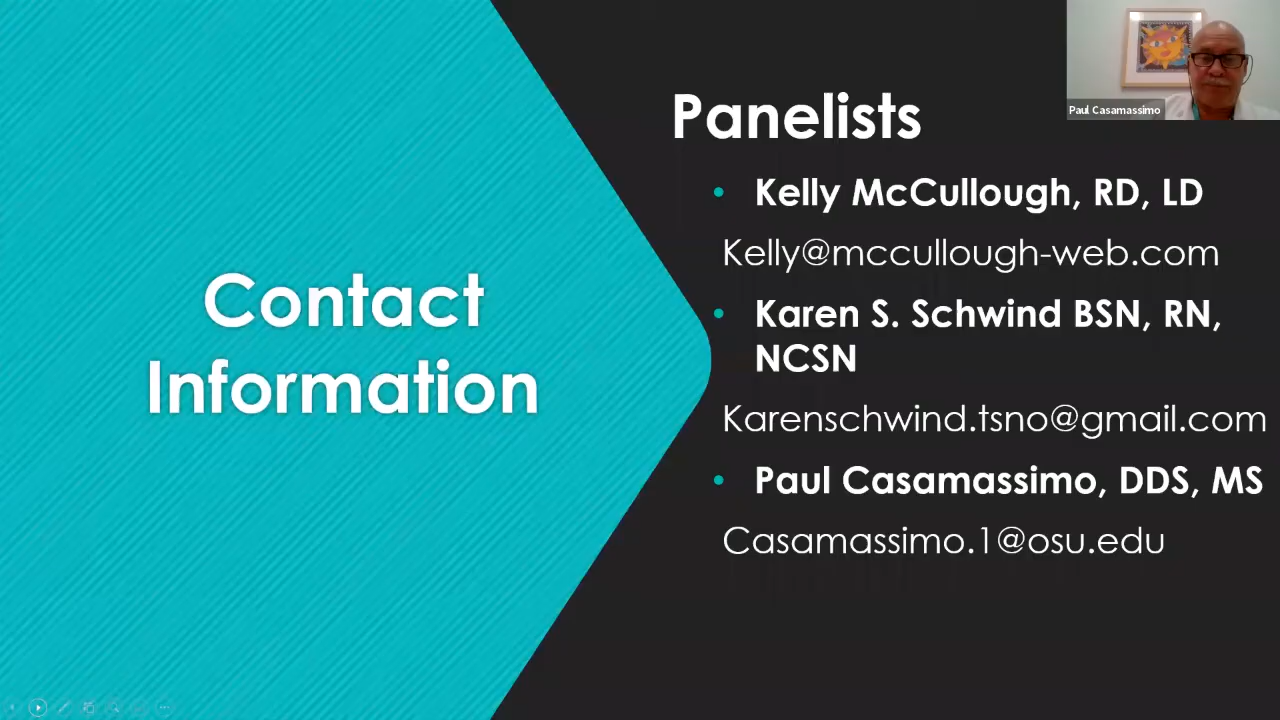 Paul Casamassimo
Panelists
• Kelly McCullough, RD, LD
Kelly@mccullough-web.com
• Karen S. Schwind BSN, RN,
NCSN
Karenschwind.tsno@gmail.com
• Paul Casamassimo, DDS, MS
Casamassimo.1@osu.edu
Contact
Information